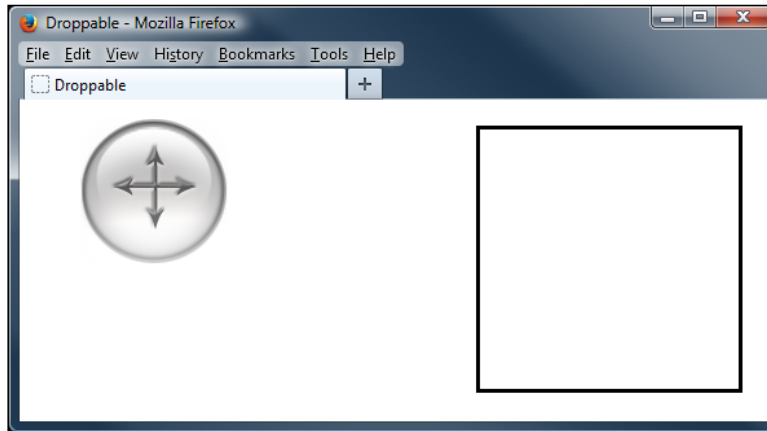 Droppable - Mozilla Firefox
File Edit View History Bookmarks Tools Help
Droppable